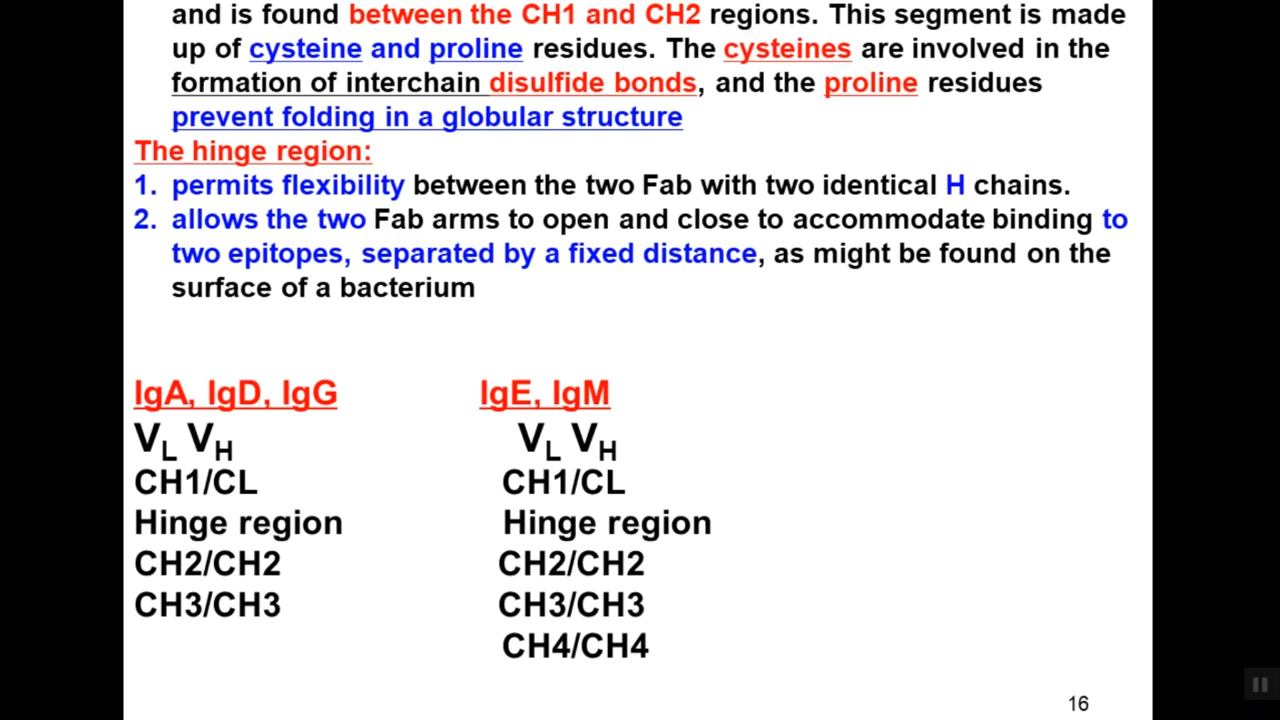 and is found between the CH1 and CH2 regions. This segment is made
up of cysteine and proline residues. The cysteines are involved in the
formation of interchain disulfide bonds, and the proline residues
prevent folding in a globular structure
The hinge region:
1. permits flexibility between the two Fab with two identical H chains.
2. allows the two Fab arms to open and close to accommodate binding to
two epitopes, separated by a fixed distance, as might be found on the
surface of a bacterium
IgA, IgD, IgG
VL VH
CH1/CL
Hinge region
CH2/CH2
CH3/CH3
IgE, IgM
VL VH
CH1/CL
Hinge region
CH2/CH2
CH3/CH3
CH4/CH4
16